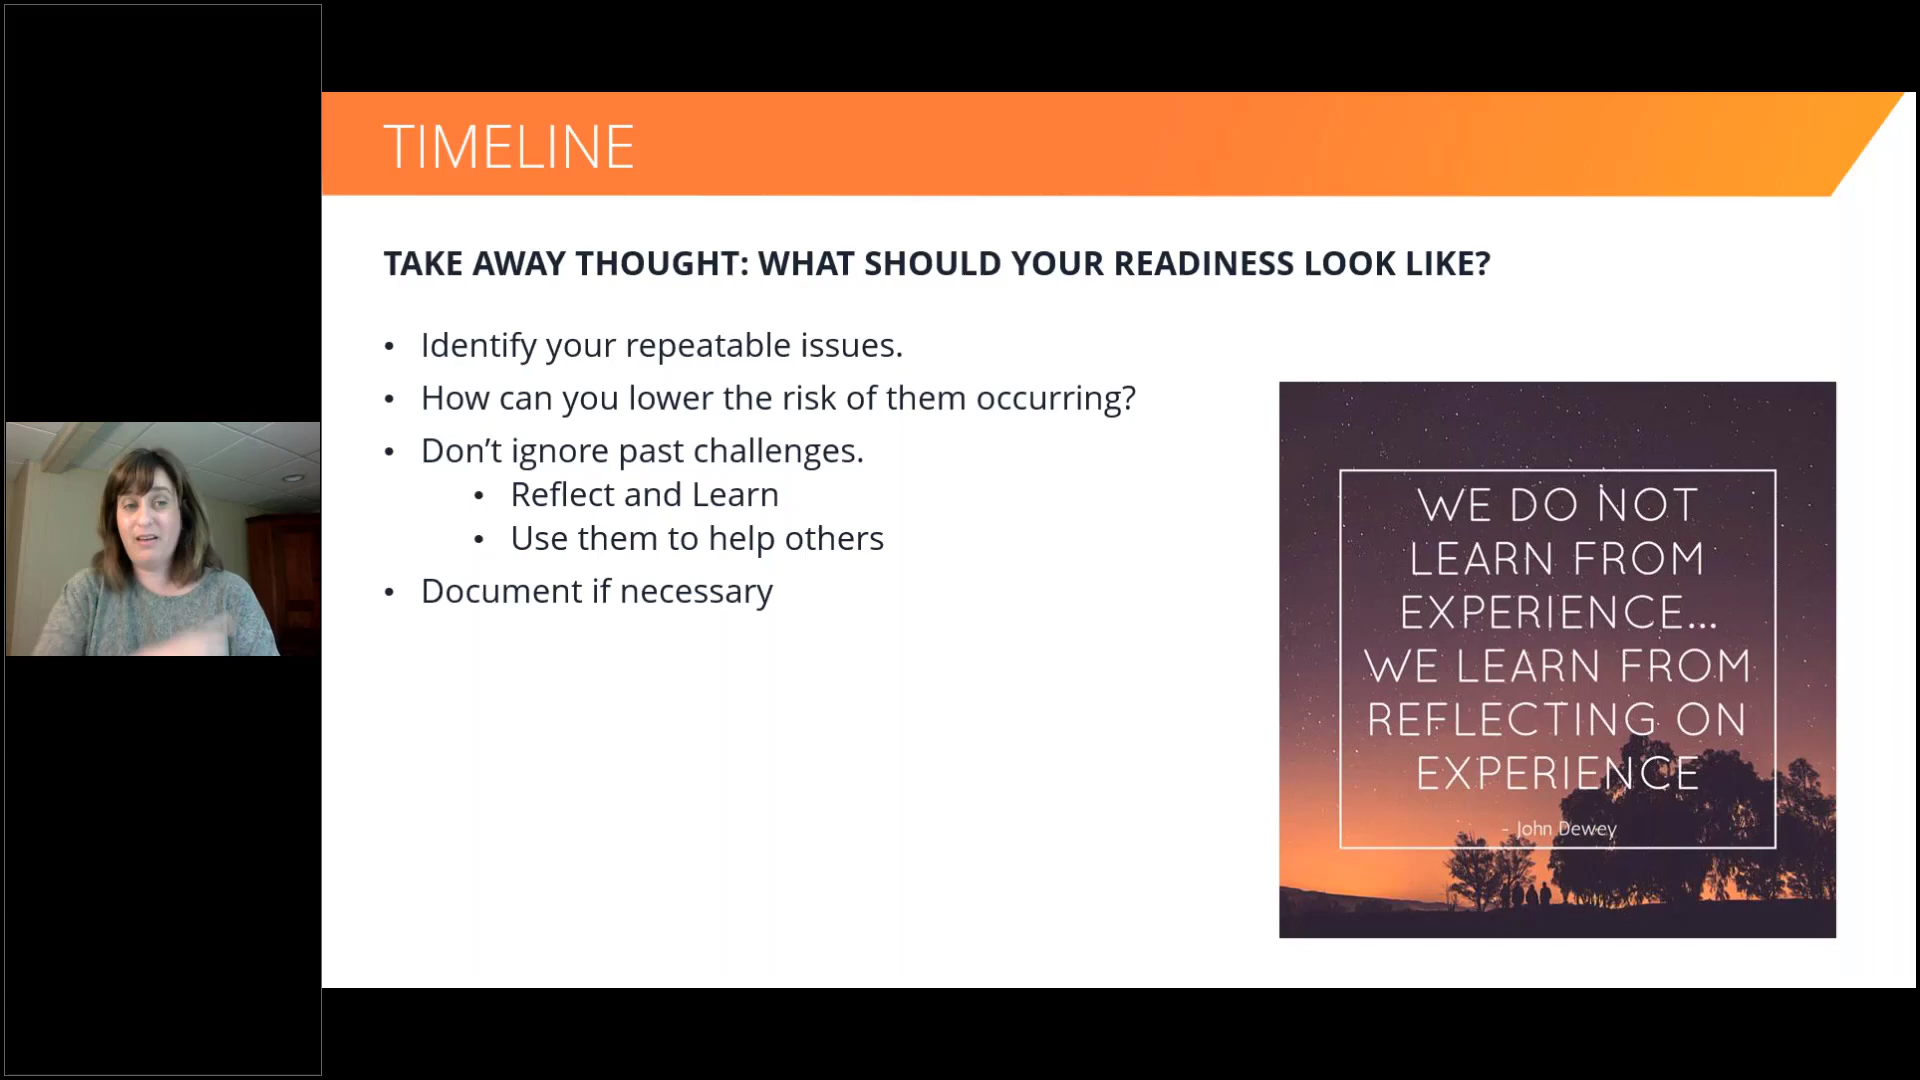 TIMELINE
TAKE AWAY THOUGHT: WHAT SHOULD YOUR READINESS LOOK LIKE?
• Identify your repeatable issues.
• How can you lower the risk of them occurring?
• Don’t ignore past challenges.
• Reflect and Learn
• Use them to help others
• Document if necessary
WE DO NOT
LEARN FROM
EXPERIENCE...
WE LEARN FROM
REFLECTING ON
EXPERIENCE
- John Dewey